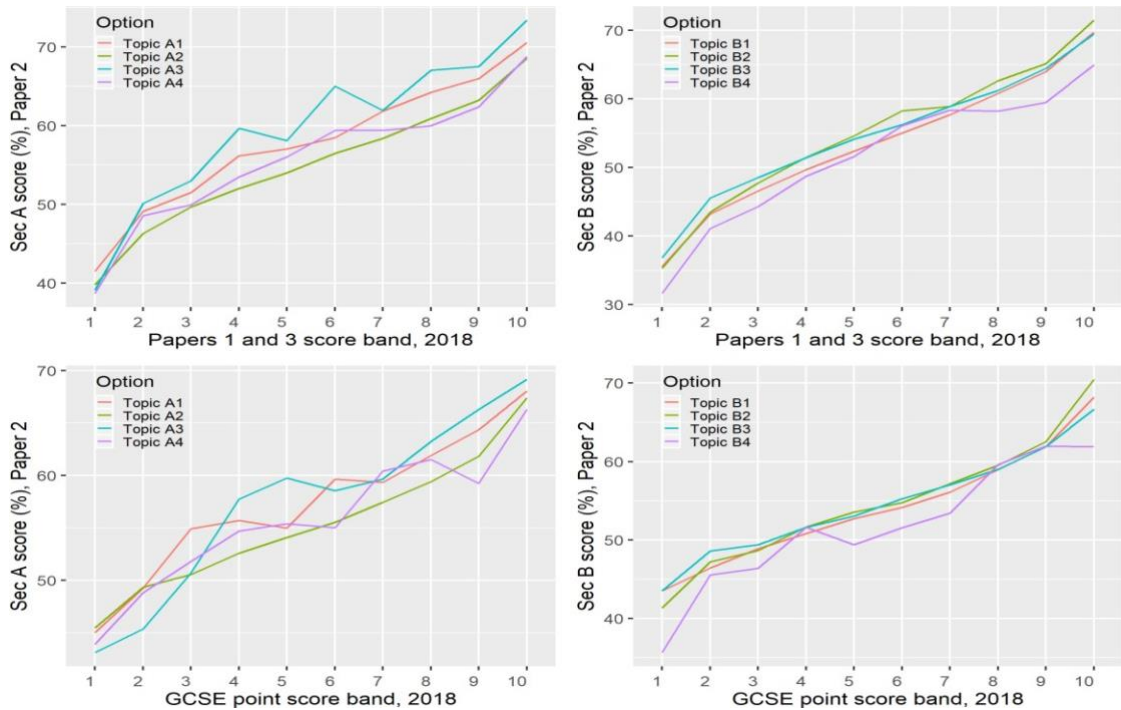 Option
Topic A1
Topic A2
Topic A3
Topic A4
Sec A score (%), Paper 2
70
60
50
40
1 2 3 4 5 6 7 8 9 10
Papers 1 and 3 score band, 2018
Option
Topic B1
Topic B2
Topic B3
Topic B4
Sec B score (%), Paper 2
70
60
50
40
30
1 2 3 4 5 6 7 8 9 10
Papers 1 and 3 score band, 2018
Option
Topic A1
Topic A2
Topic A3
Topic A4
Sec A score (%), Paper 2
70
60
50
1 2 3 4 5 6 7 8 9 10
GCSE point score band, 2018
Option
Topic B1
Topic B2
Topic B3
Topic B4
Sec B score (%), Paper 2
70
60
50
40
1 2 3 4 5 6 7 8 9 10
GCSE point score band, 2018